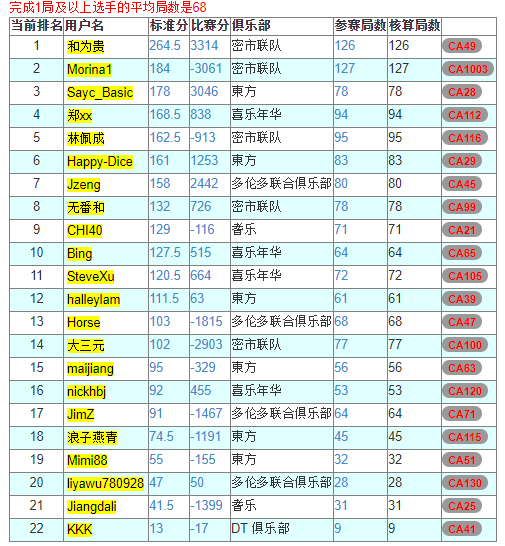 完成1局及以上选手的平均局数是68
当前排名 用户名 标准分 比赛分 俱乐部 参赛局数 核算局数
1 和为贵 264.5 3314 密市联队 126 126 CA49
2 Morina1 184 -3061 密市联队 127 127 CA1003
3 Sayc_Basic 178 3046 東方 78 78 CA28
4 郑xx 168.5 838 喜乐年华 94 94 CA112
5 林佩成 162.5 -913 密市联队 95 95 CA116
6 Happy-Dice 161 1253 東方 83 83 CA29
7 Jzeng 158 2442 多伦多联合俱乐部 80 80 CA45
8 无番和 132 726 密市联队 78 78 CA99
9 CHI40 129 -116 耆乐 71 71 CA21
10 Bing 127.5 515 喜乐年华 64 64 CA85
11 SteveXu 120.5 664 喜乐年华 72 72 CA105
12 halleylam 111.5 63 東方 61 61 CA39
13 Horse 103 -1815 多伦多联合俱乐部 68 68 CA47
14 大三元 102 -2903 密市联队 77 77 CA100
15 maijiang 95 -329 東方 56 56 CA63
16 nickhbj 92 455 喜乐年华 53 53 CA120
17 JimZ 91 -1467 多伦多联合俱乐部 64 64 CA71
18 浪子燕青 74.5 -1191 東方 45 45 CA115
19 Mimi88 55 -155 東方 32 32 CA51
20 liyawu780928 47 50 多伦多联合俱乐部 28 28 CA130
21 Jiangdali 41.5 -1399 耆乐 31 31 CA25
22 KKK 13 -17 DT 俱乐部 9 9 CA41